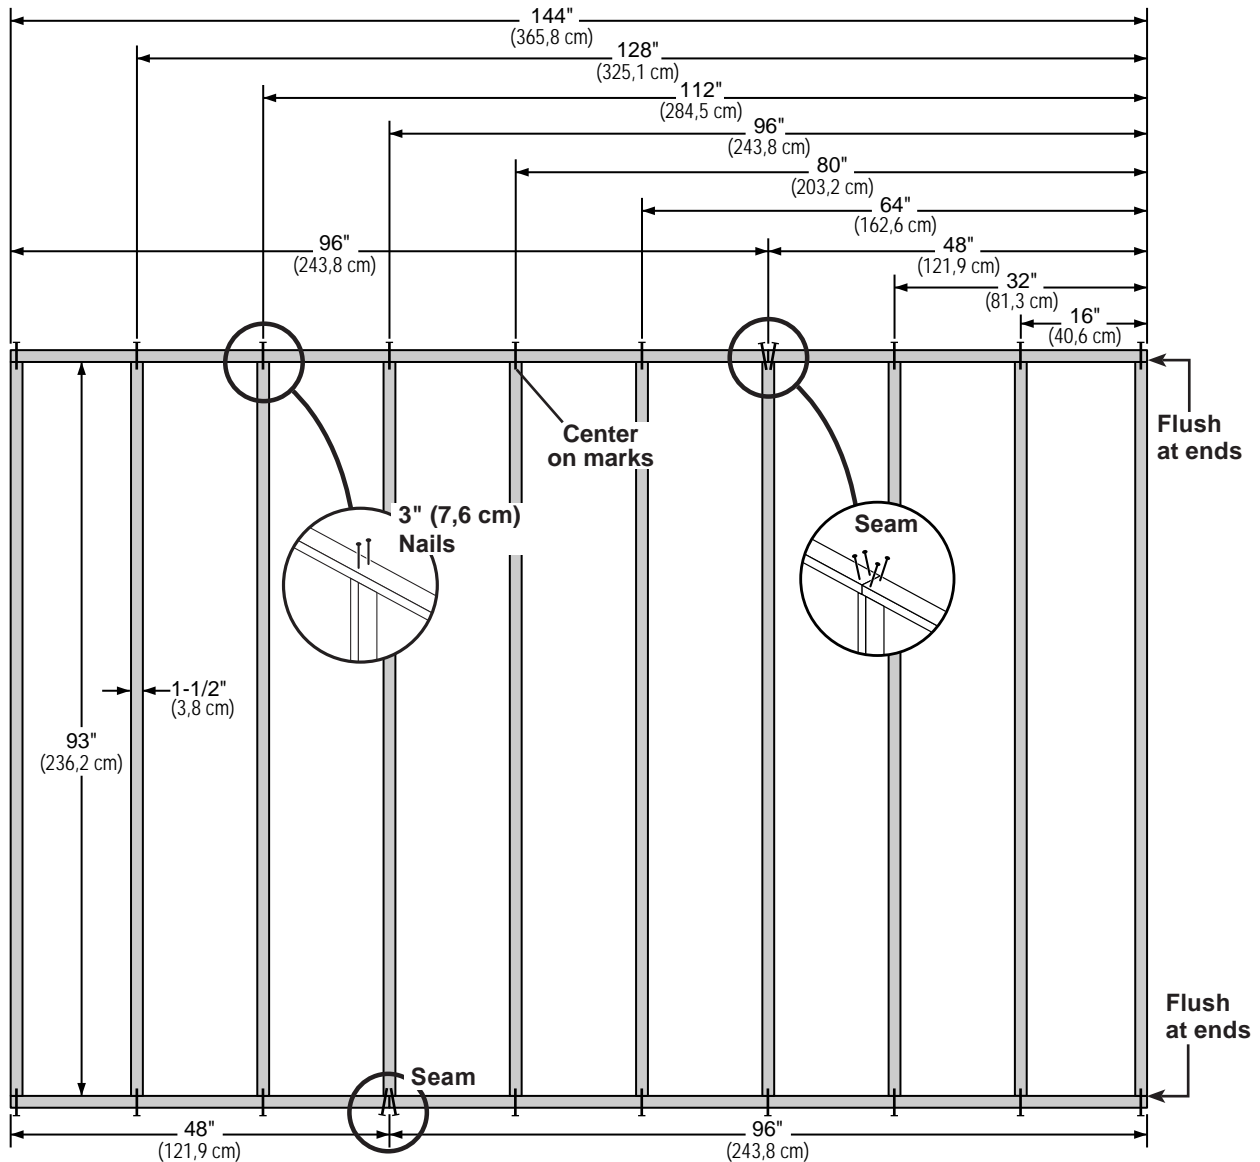 144"
(365,8 cm)
128"
(325,1 cm)
112"
(284,5 cm)
96"
(243,8 cm)
80"
(203,2 cm)
64"
(162,6 cm)
96"
(243,8 cm)
48"
(121,9 cm)
32"
(81,3 cm)
16"
(40,6 cm)
Flush
at ends
Center
on marks
3" (7,6 cm)
Nails
Seam
1-1/2"
(3,8 cm)
93"
(236,2 cm)
Flush
at ends
Seam
48"
(121,9 cm)
96"
(243,8 cm)